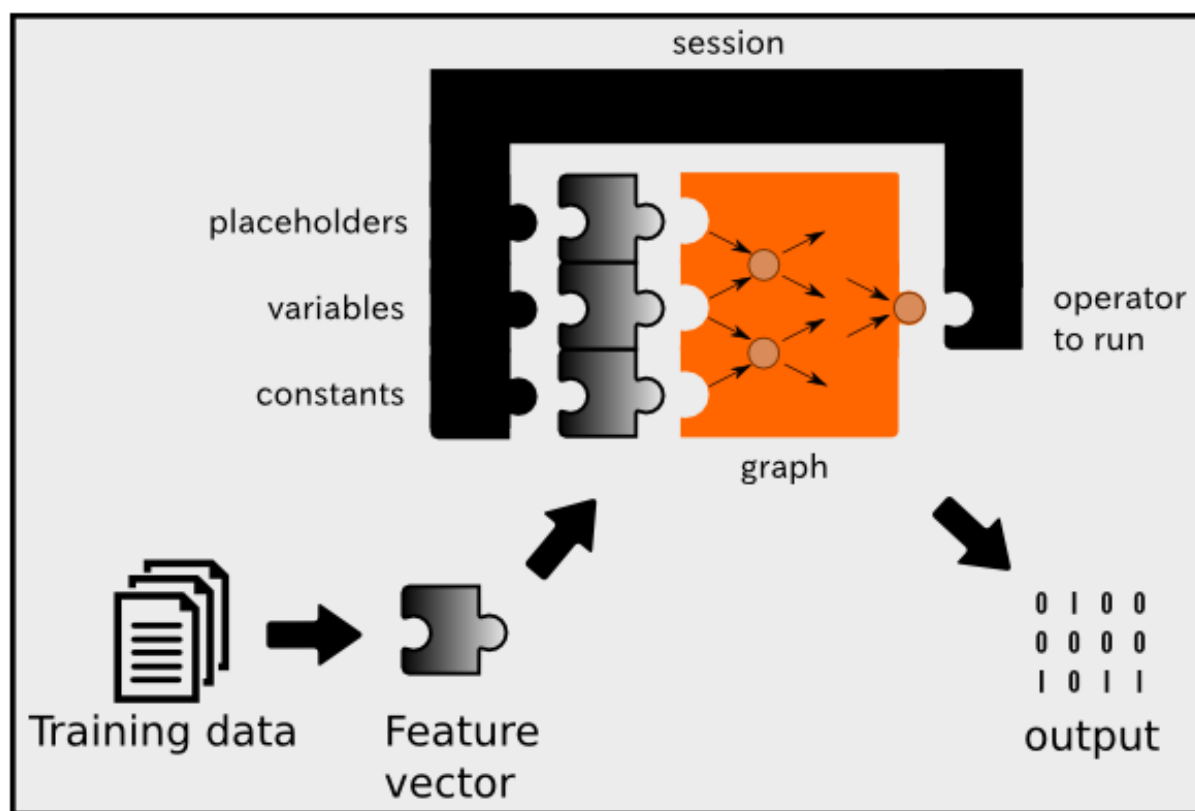 session
placeholders
variables
constants
operator
to run
graph
0 1 0 0
0 0 0 0
1 0 1 1
Training data
Feature
vector
output